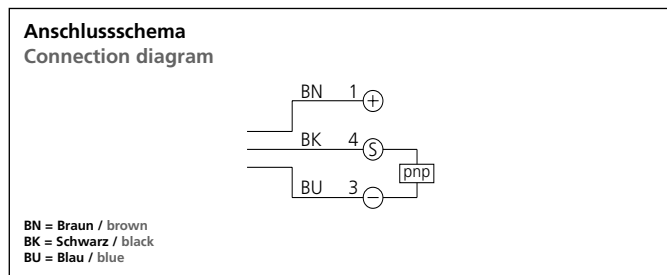 Anschlussschema
Connection diagram
BN 1 +
BK 4 S
pnp
BU 3 −
BN = Braun / brown
BK = Schwarz / black
BU = Blau / blue